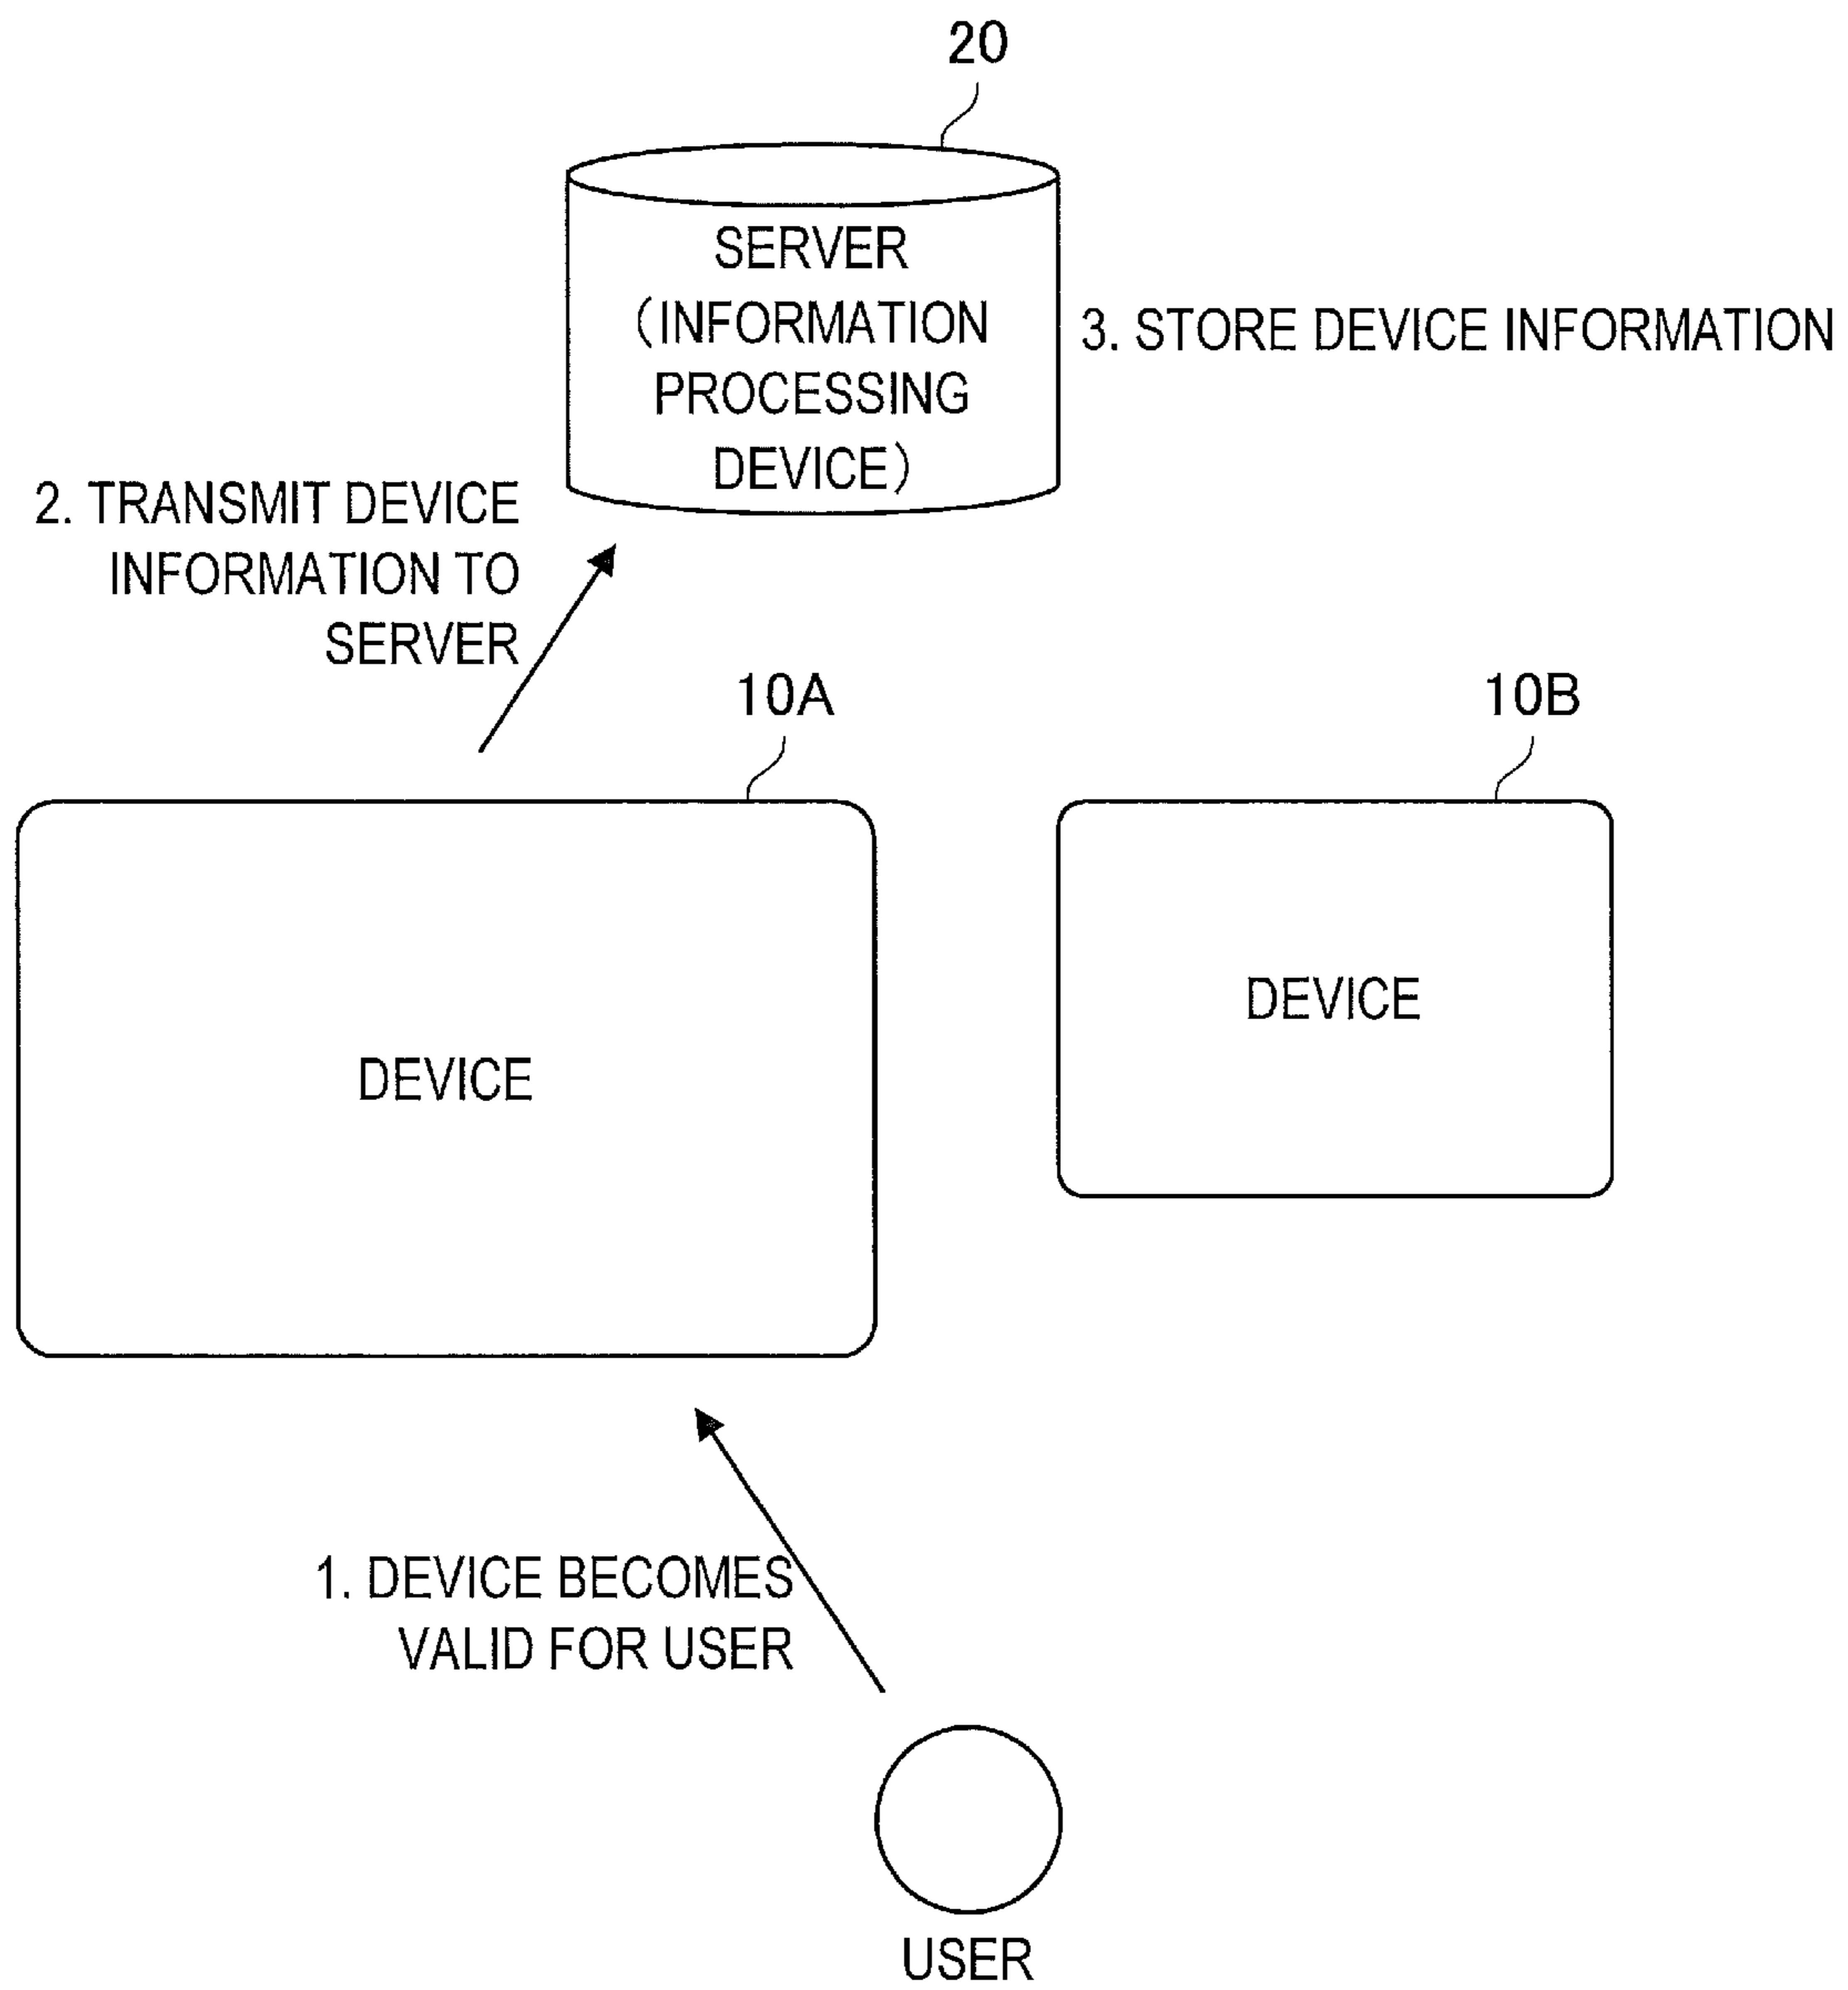 20
SERVER
(INFORMATION
PROCESSING
DEVICE)
3. STORE DEVICE INFORMATION
2. TRANSMIT DEVICE
INFORMATION TO
SERVER
10A
10B
DEVICE
DEVICE
1. DEVICE BECOMES
VALID FOR USER
USER